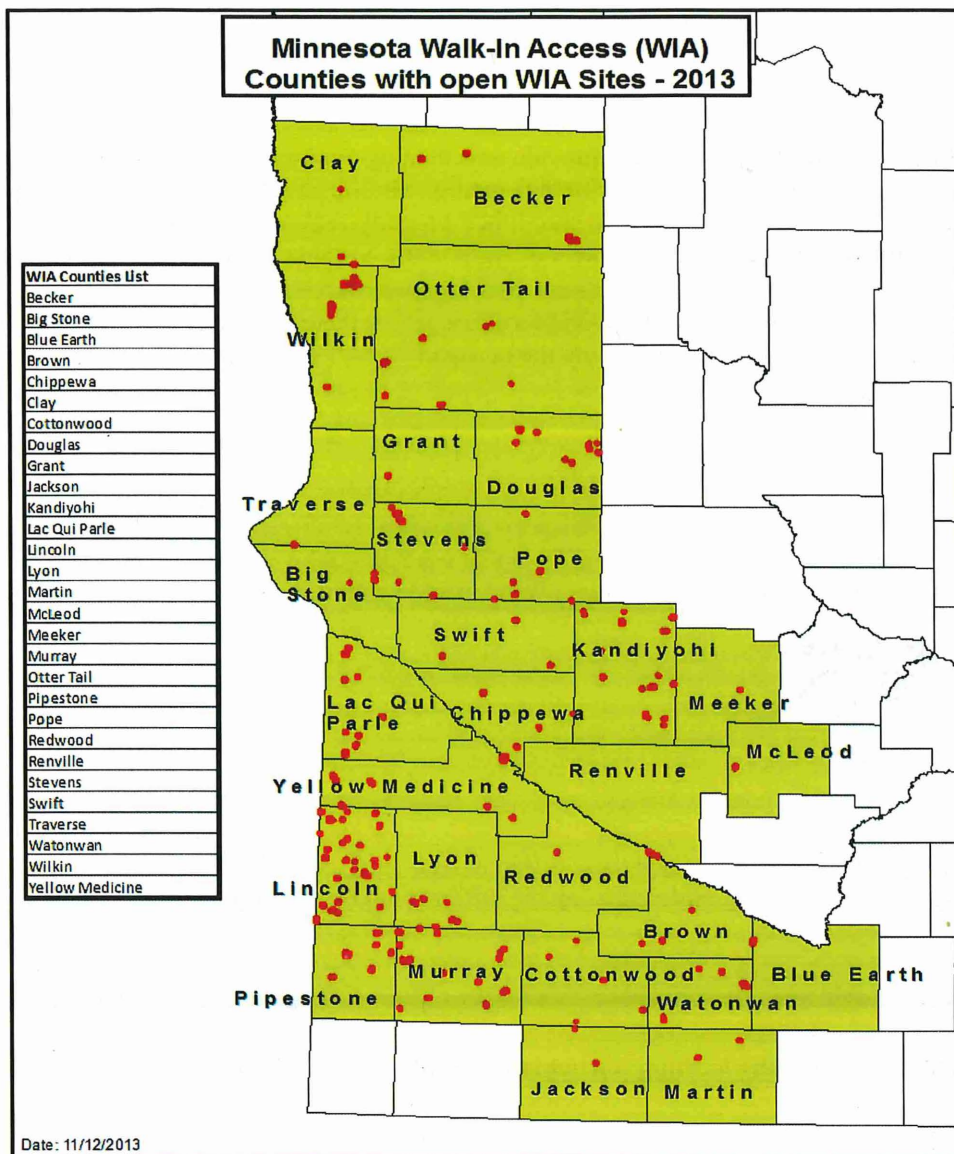 Minnesota Walk-In Access (WIA)
Counties with open WIA Sites - 2013
WIA Counties List
Becker
Big Stone
Blue Earth
Brown
Chippewa
Clay
Cottonwood
Douglas
Grant
Jackson
Kandiyohi
Lac Qui Parle
Lincoln
Lyon
Martin
McLeod
Meeker
Murray
Otter Tail
Pipestone
Pope
Redwood
Renville
Stevens
Swift
Traverse
Watonwan
Wilkin
Yellow Medicine
Clay
Becker
Otter Tail
Wilkin
Grant
Douglas
Traverse
Stevens
Pope
Big
Stone
Swift
Kandiyohi
Meeker
Lac Qui
Parle
Chippewa
McLeod
Renville
Yellow Medicine
Lyon
Redwood
Lincoln
Brown
Murray
Cottonwood
Blue Earth
Pipestone
Watonwan
Jackson
Martin
Date: 11/12/2013